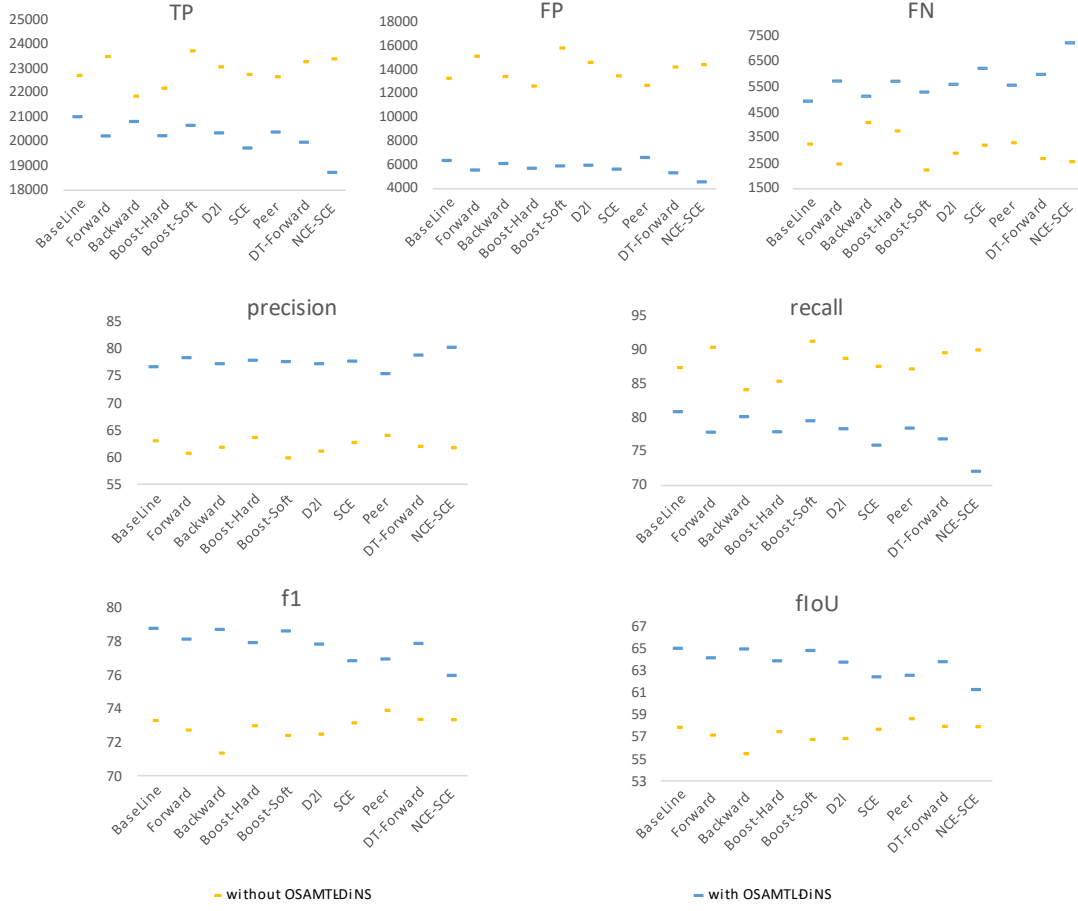 TP
25000
24000
23000
22000
21000
20000
19000
18000
BaseLine
Forward
Backward
Boost-Hard
Boost-Soft
D2l
SCE
Peer
DT-Forward
NCE-SCE
FP
18000
16000
14000
12000
10000
8000
6000
4000
BaseLine
Forward
Backward
Boost-Hard
Boost-Soft
D2l
SCE
Peer
DT-Forward
NCE-SCE
FN
7500
6500
5500
4500
3500
2500
1500
BaseLine
Forward
Backward
Boost-Hard
Boost-Soft
D2l
SCE
Peer
DT-Forward
NCE-SCE
precision
85
80
75
70
65
60
55
BaseLine
Forward
Backward
Boost-Hard
Boost-Soft
D2l
SCE
Peer
DT-Forward
NCE-SCE
recall
95
90
85
80
75
70
BaseLine
Forward
Backward
Boost-Hard
Boost-Soft
D2l
SCE
Peer
DT-Forward
NCE-SCE
f1
80
78
76
74
72
70
BaseLine
Forward
Backward
Boost-Hard
Boost-Soft
D2l
SCE
Peer
DT-Forward
NCE-SCE
fIoU
67
65
63
61
59
57
55
53
BaseLine
Forward
Backward
Boost-Hard
Boost-Soft
D2l
SCE
Peer
DT-Forward
NCE-SCE
without OSAMTL-DiNS
with OSAMTL-DiNS